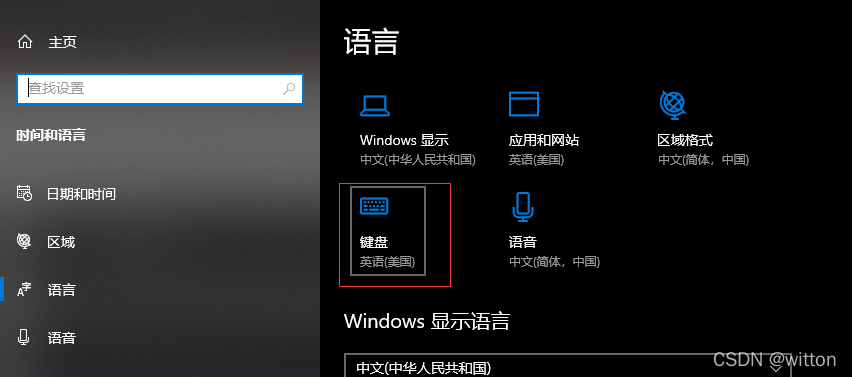 主页
查找设置
时间和语言
日期和时间
区域
语言
语音
语言
Windows 显示
中文(中华人民共和国)
应用和网站
英语(美国)
区域格式
中文(简体，中国)
键盘
英语(美国)
语音
中文(简体，中国)
Windows 显示语言
中文(中华人民共和国)
CSDN @witton